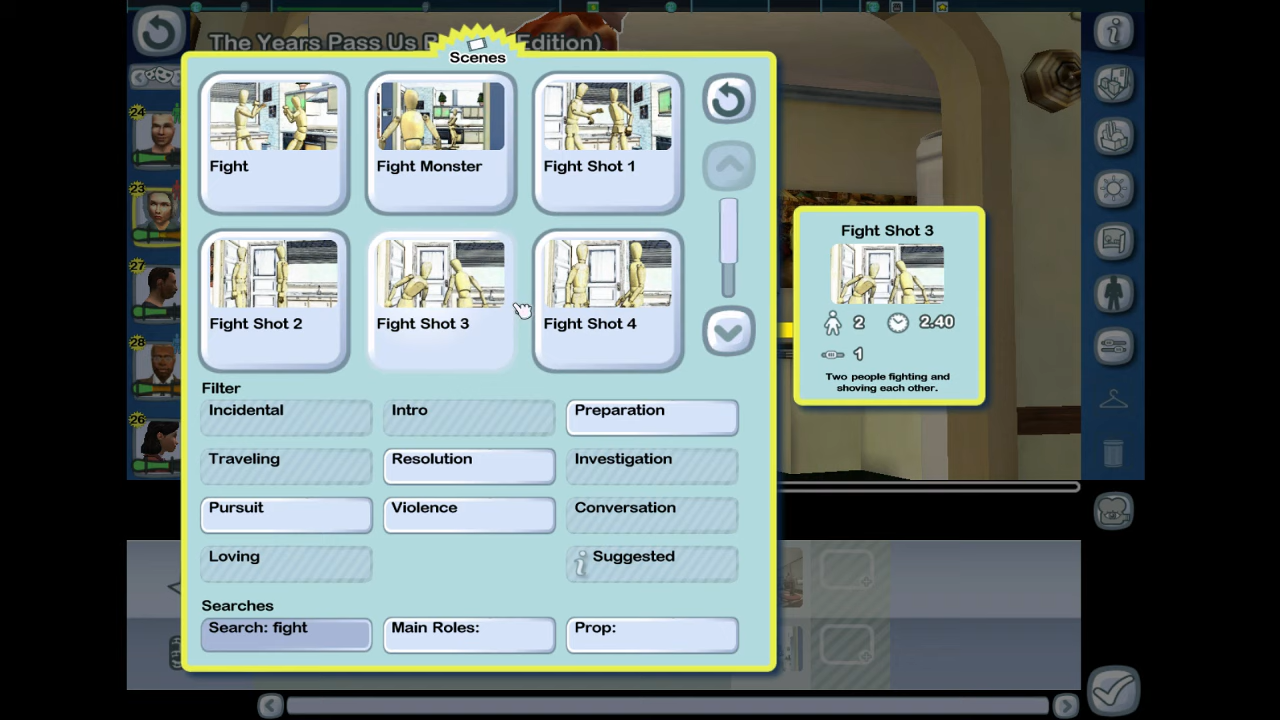 The Years Pass Us Edition)
Scenes
Fight
Fight Monster
Fight Shot 1
Fight Shot 2
Fight Shot 3
Fight Shot 4
Fight Shot 3
2
2.40
1
Two people fighting and
shoving each other.
24
23
27
28
26
Filter
Incidental
Intro
Preparation
Traveling
Resolution
Investigation
Pursuit
Violence
Conversation
Loving
i Suggested
Searches
Search: fight
Main Roles:
Prop: